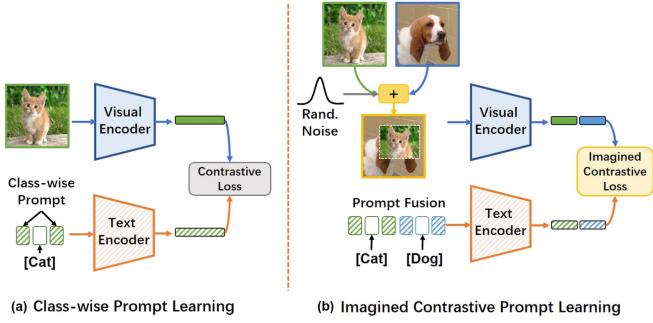 Visual
Encoder
Contrastive
Loss
Class-wise
Prompt
Text
Encoder
[Cat]
(a) Class-wise Prompt Learning
+
Rand.
Noise
Visual
Encoder
Imagined
Contrastive
Loss
Prompt Fusion
Text
Encoder
[Cat]
[Dog]
(b) Imagined Contrastive Prompt Learning